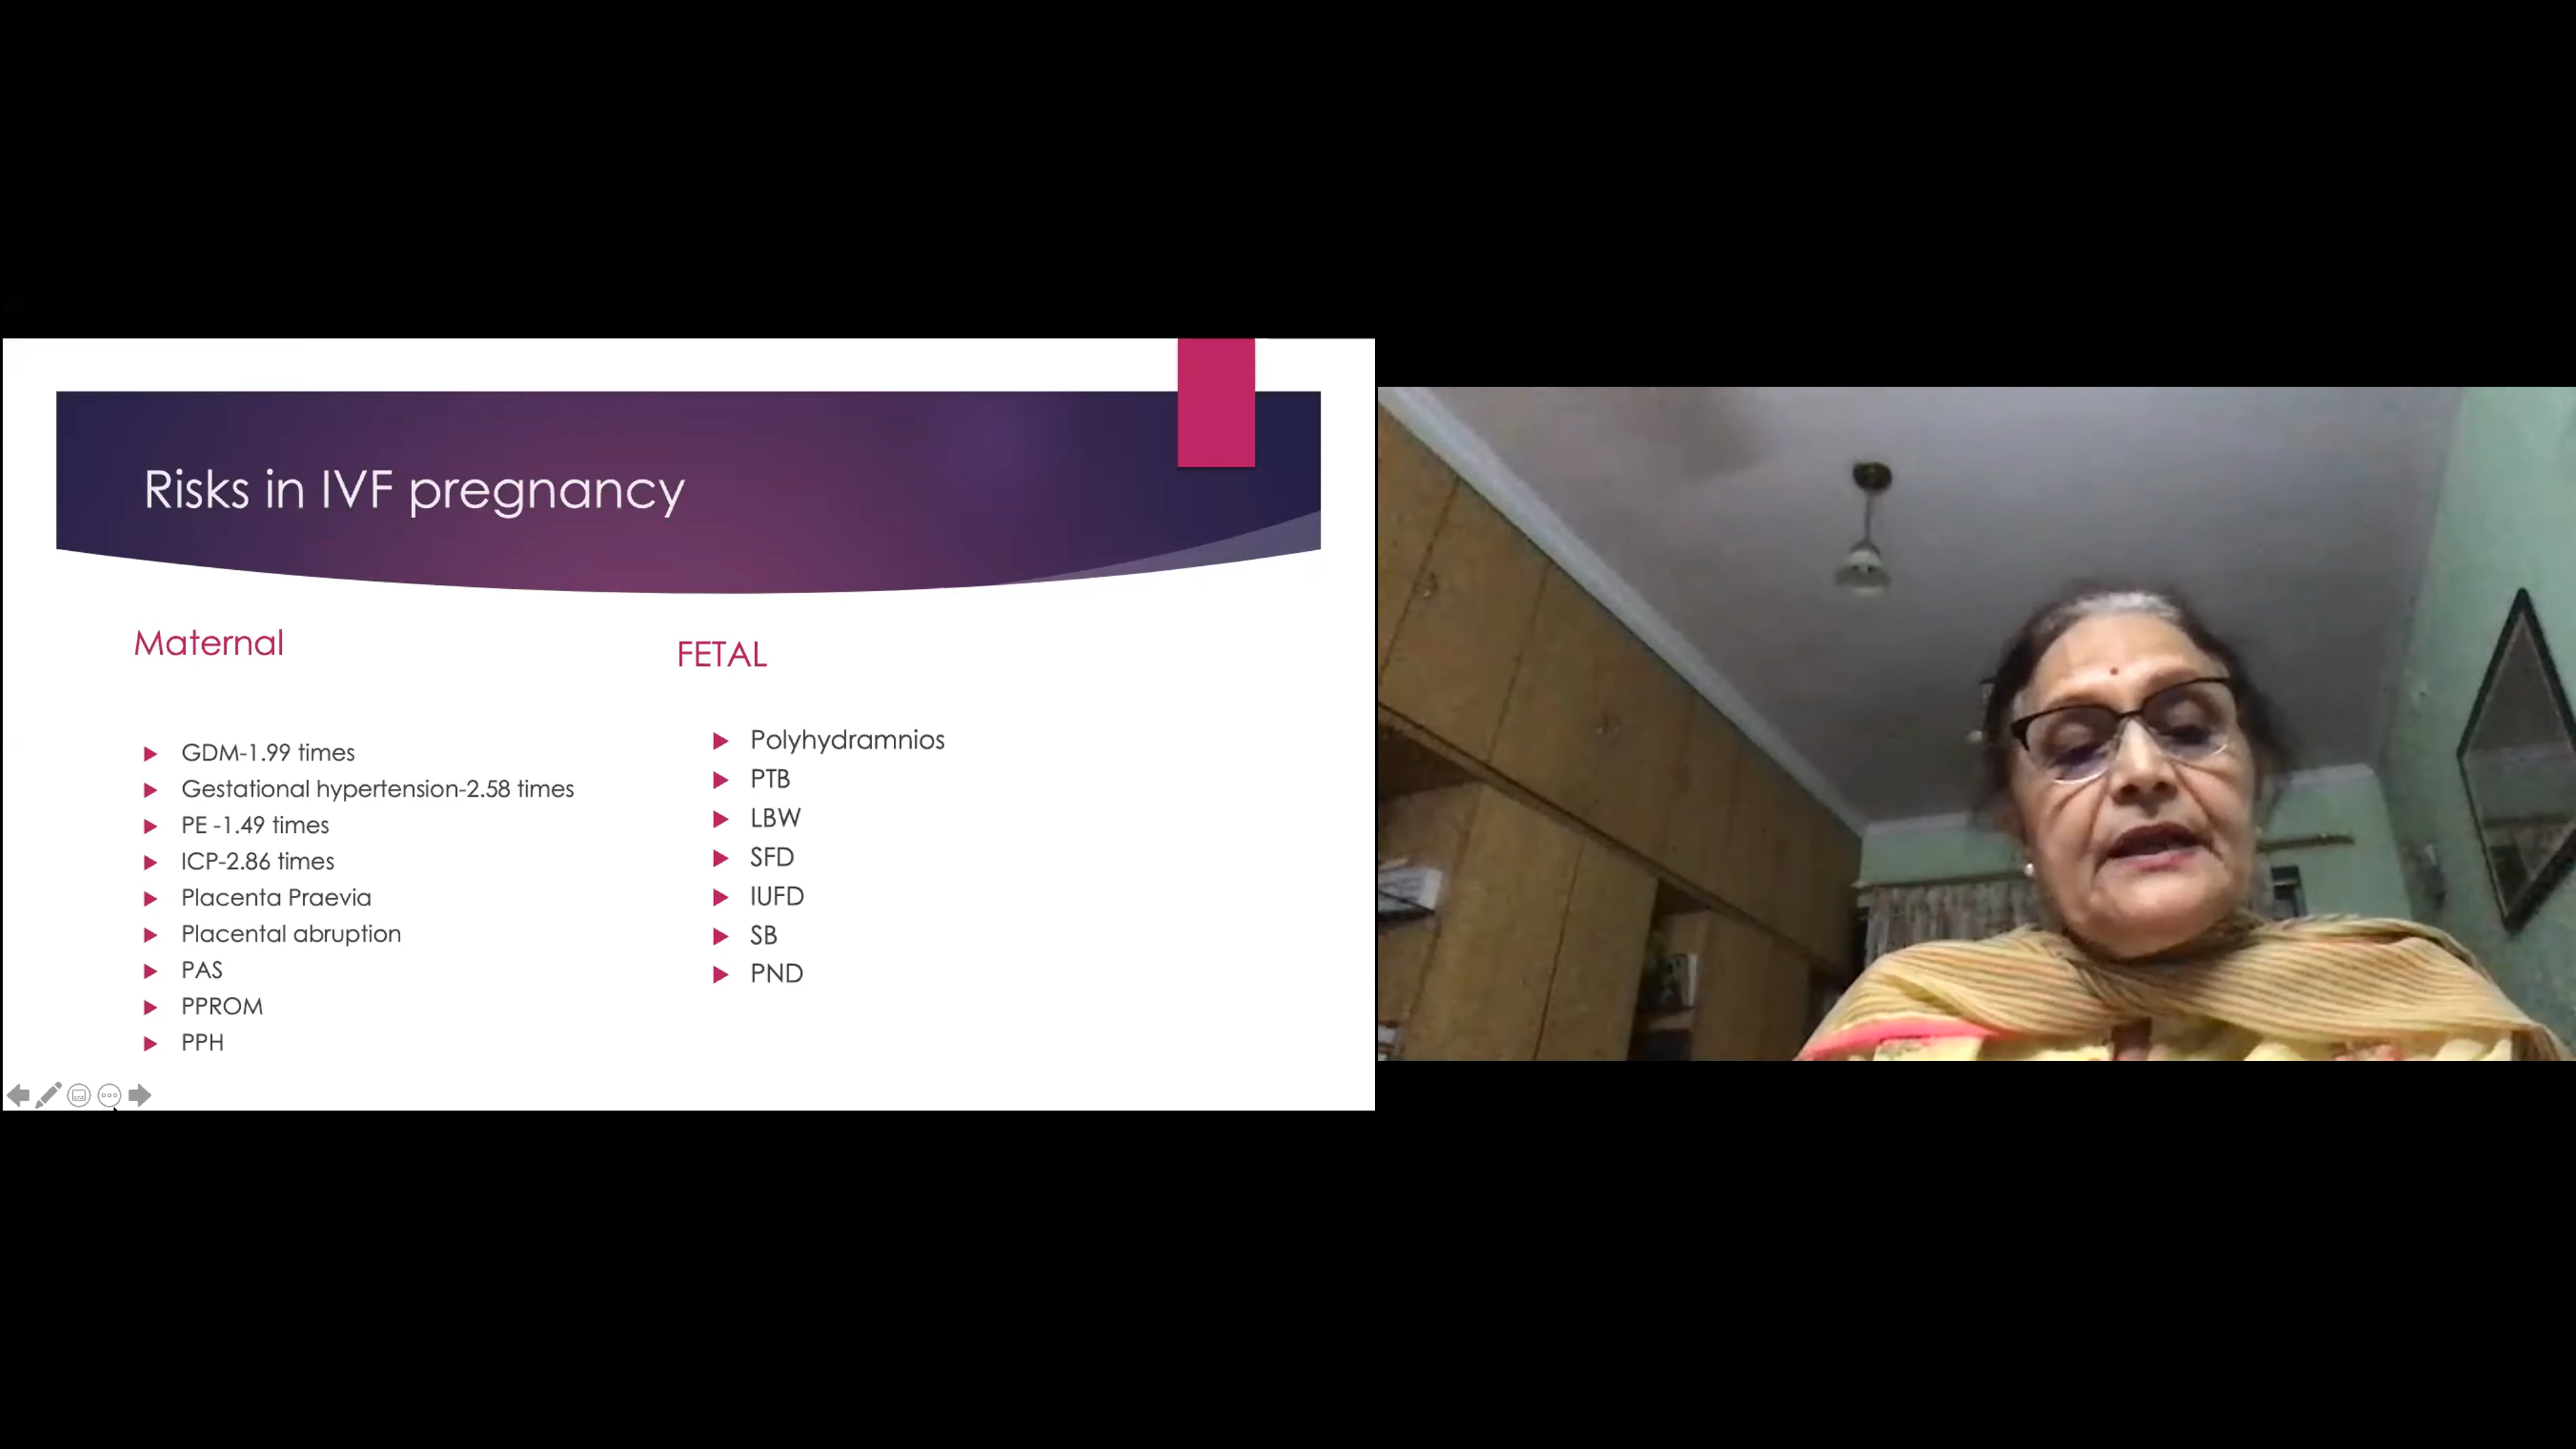 Risks in IVF pregnancy
Maternal
GDM-1.99 times
Gestational hypertension-2.58 times
PE -1.49 times
ICP-2.86 times
Placenta Praevia
Placental abruption
PAS
PPROM
PPH
FETAL
Polyhydramnios
PTB
LBW
SFD
IUFD
SB
PND